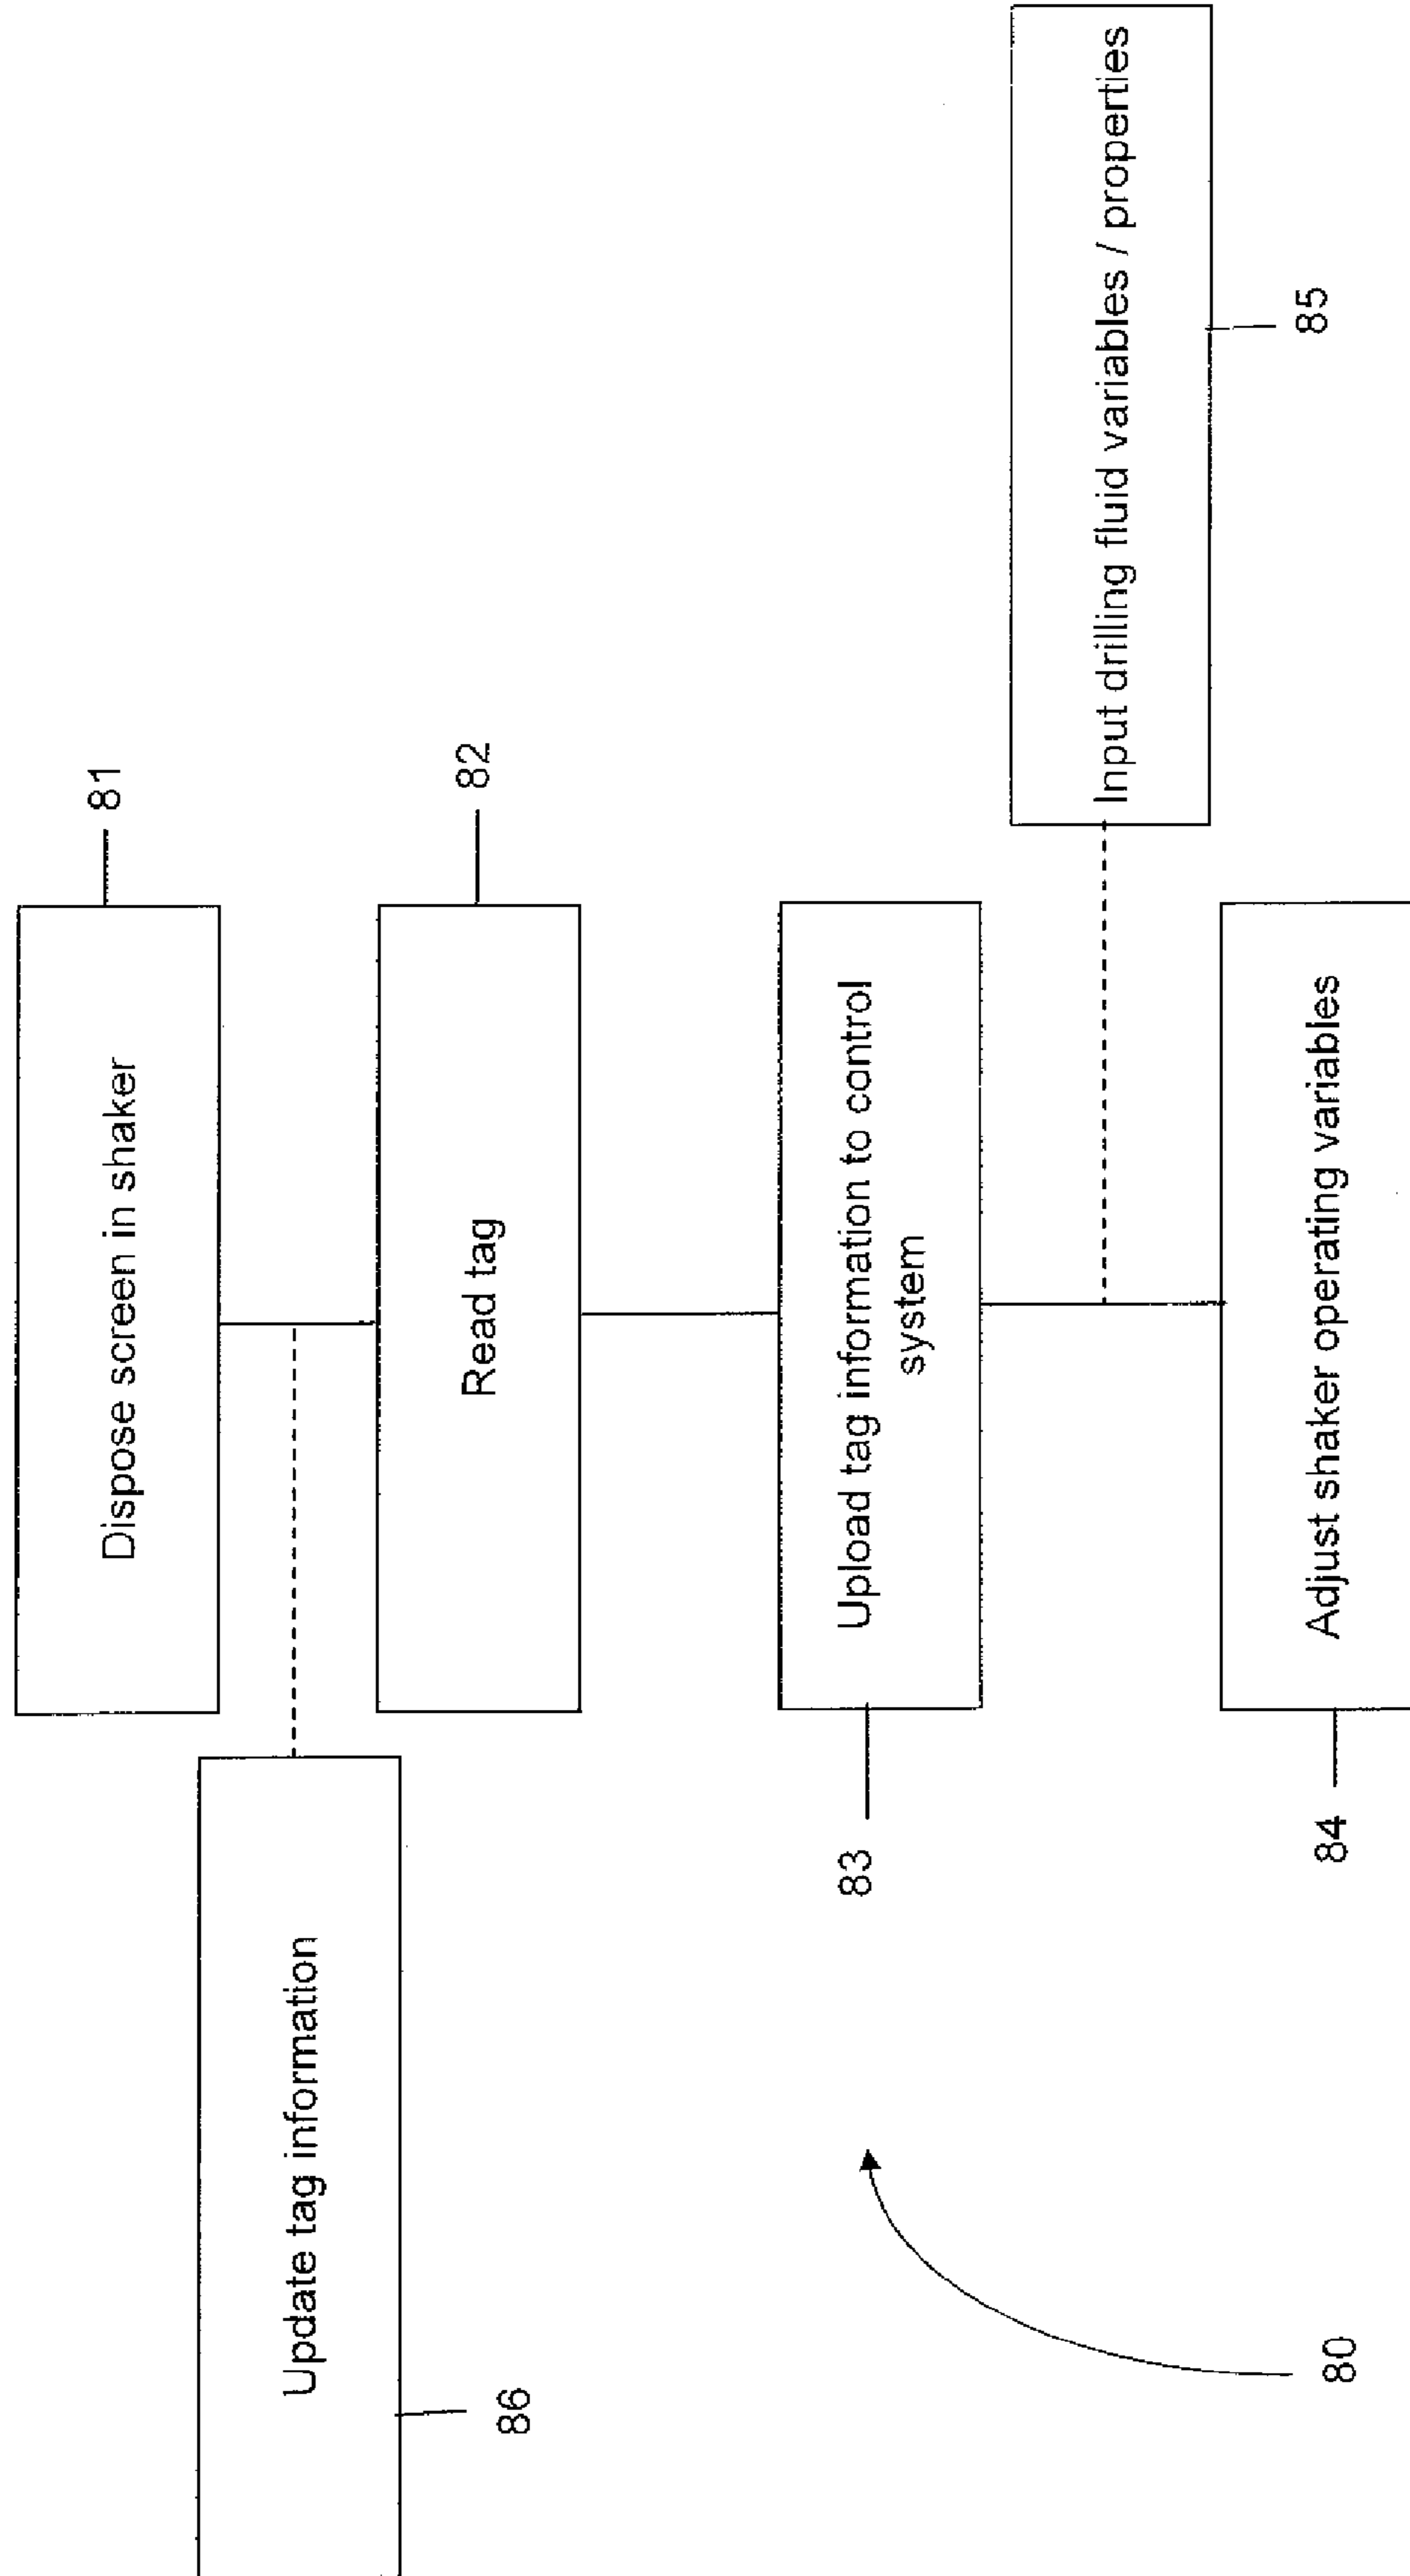 Dispose screen in shaker
81
Update tag information
86
Read tag
82
Upload tag information to control
system
83
Input drilling fluid variables / properties
85
Adjust shaker operating variables
84
80